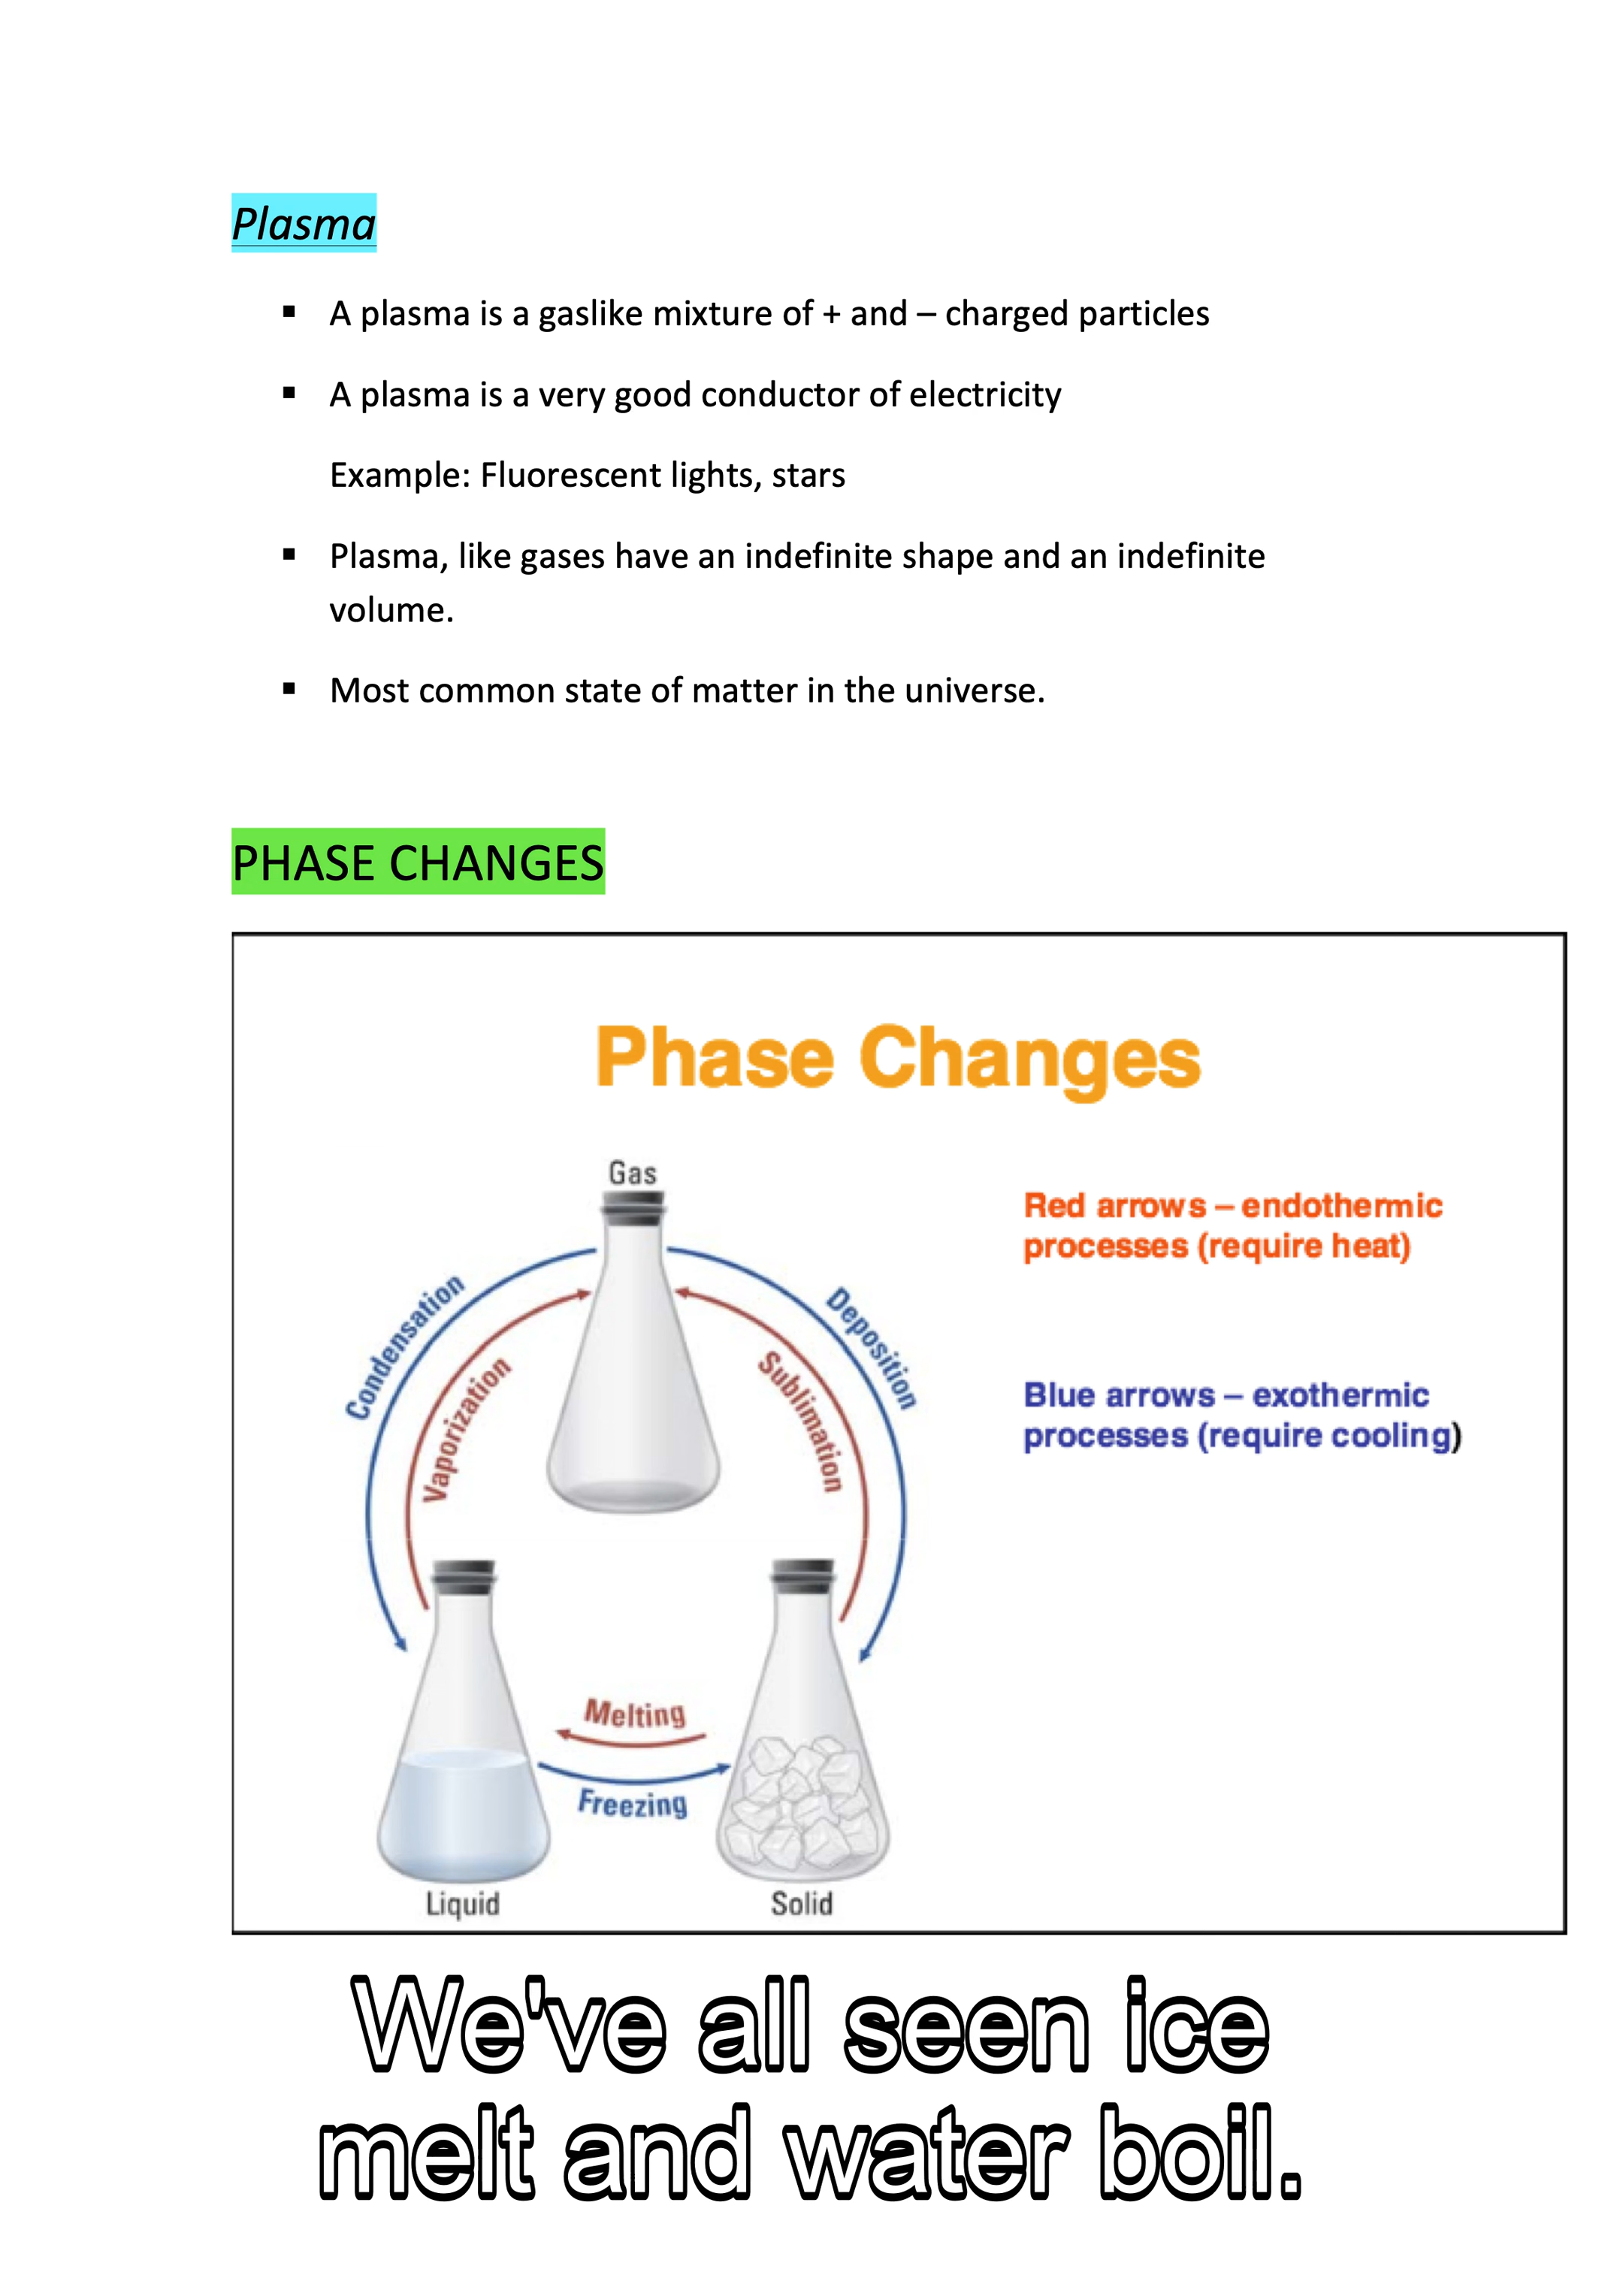 Plasma
▪ A plasma is a gaslike mixture of + and – charged particles
▪ A plasma is a very good conductor of electricity
Example: Fluorescent lights, stars
▪ Plasma, like gases have an indefinite shape and an indefinite
volume.
▪ Most common state of matter in the universe.
PHASE CHANGES
Phase Changes
Gas
Red arrows – endothermic
processes (require heat)
Condensation
Vaporization
Sublimation
Deposition
Blue arrows – exothermic
processes (require cooling)
Melting
Freezing
Liquid
Solid
We've all seen ice
melt and water boil.